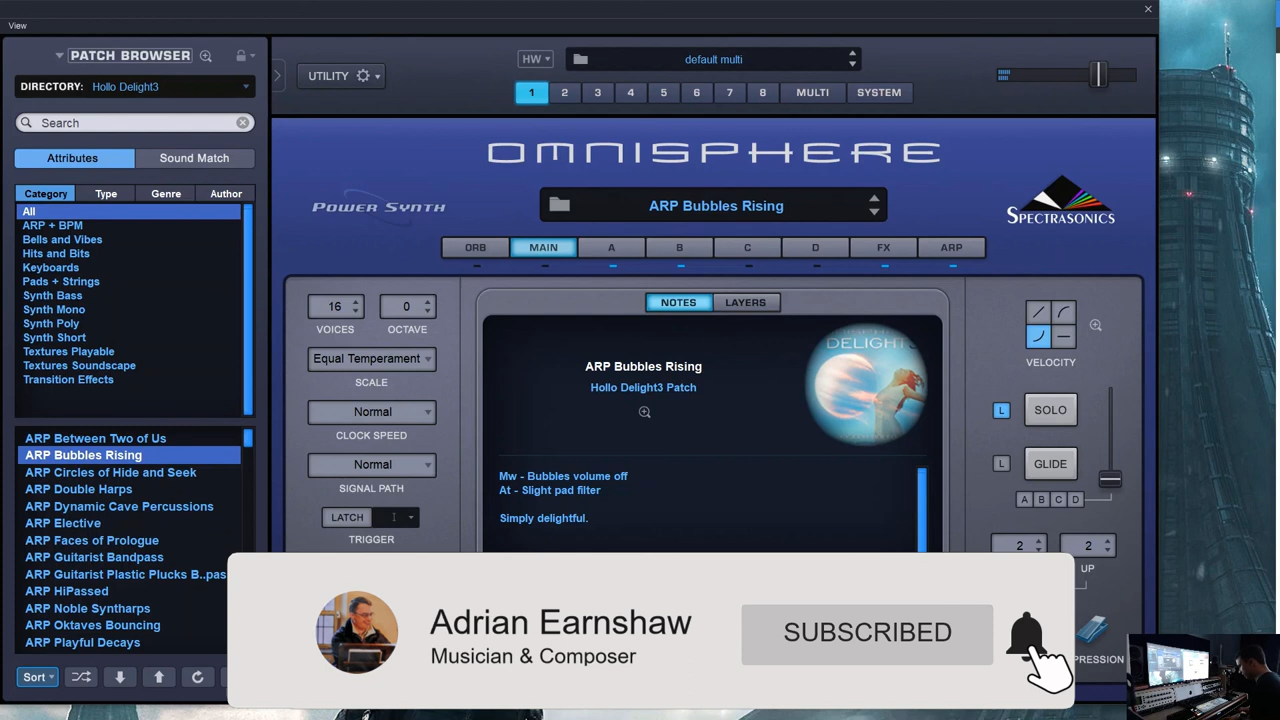 View
PATCH BROWSER
DIRECTORY: Hollo Delight3
Search
Attributes
Sound Match
Category
Type
Genre
Author
All
ARP + BPM
Bells and Vibes
Hits and Bits
Keyboards
Pads + Strings
Synth Bass
Synth Mono
Synth Poly
Synth Short
Textures Playable
Textures Soundscape
Transition Effects
ARP Between Two of Us
ARP Bubbles Rising
ARP Circles of Hide and Seek
ARP Double Harps
ARP Dynamic Cave Percussions
ARP Elective
ARP Faces of Prologue
ARP Guitarist Bandpass
ARP Guitarist Plastic Plucks B..pas
ARP HiPassed
ARP Noble Syntharps
ARP Oktaves Bouncing
ARP Playful Decays
Sort
UTILITY
HW
default multi
1 2 3 4 5 6 7 8 MULTI SYSTEM
OMNISPHERE
POWER SYNTH
ARP Bubbles Rising
SPECTRASONICS
ORB MAIN A B C D FX ARP
16 0
VOICES OCTAVE
Equal Temperament
SCALE
Normal
CLOCK SPEED
Normal
SIGNAL PATH
LATCH
TRIGGER
NOTES LAYERS
ARP Bubbles Rising
Hollo Delight3 Patch
DELIGHT
Mw - Bubbles volume off
At - Slight pad filter
Simply delightful.
VELOCITY
L SOLO
L GLIDE
A B C D
2 2
UP
PRESSION
Adrian Earnshaw
Musician & Composer
SUBSCRIBED